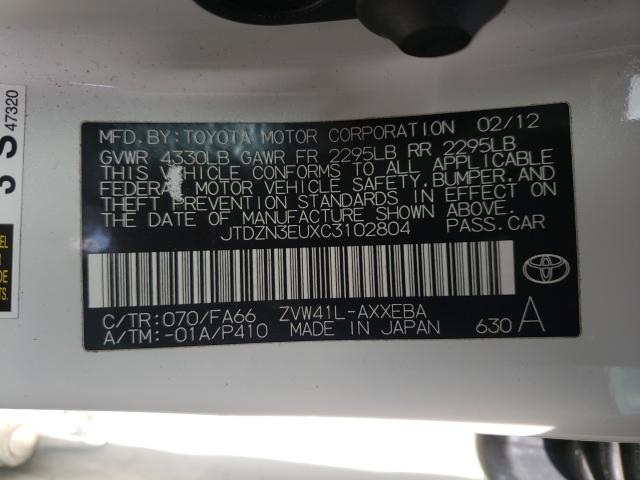 MFD.BY:TOYOTA MOTOR CORPORATION 02/12
GVWR 4330LB GAWR FR 2295LB RR 2295LB
THIS VEHICLE CONFORMS TO ALL APPLICABLE
FEDERAL MOTOR VEHICLE SAFETY,BUMPER,AND
THEFT PREVENTION STANDARDS IN EFFECT ON
THE DATE OF MANUFACTURE SHOWN ABOVE.
JTDZN3EUXC3102804 PASS.CAR
C/TR:070/FA66 ZVW41L-AXXEBA
A/TM:-01A/P410 MADE IN JAPAN 630 A
47320